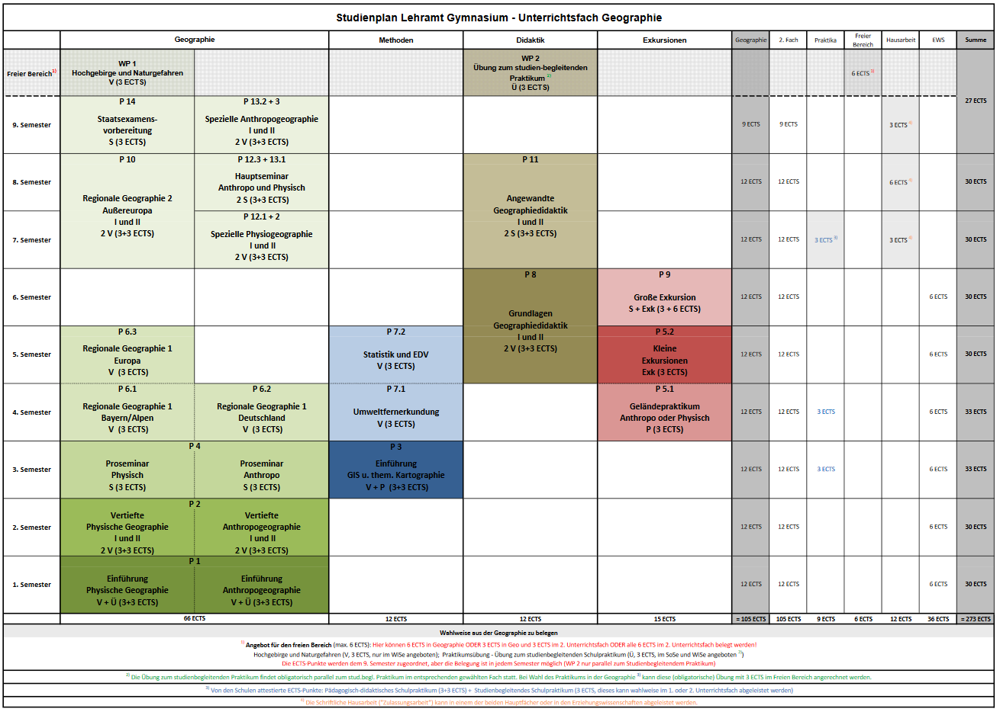 Studienplan Lehramt Gymnasium - Unterrichtsfach Geographie
Geographie
Methoden
Didaktik
Exkursionen
Geographie
2. Fach
Praktika
Freier
Bereich
Hausarbeit
EWS
Summe
Freier Bereich1)
WP 1
Hochgebirge und Naturgefahren
V (3 ECTS)
WP 2
Übung zum studien-begleitenden
Praktikum 2)
Ü (3 ECTS)
6 ECTS 1)
27 ECTS
9. Semester
P 14
Staatsexamens-
vorbereitung
S (3 ECTS)
P 13.2 + 3
Spezielle Anthropogeographie
I und II
2 V (3+3 ECTS)
9 ECTS
9 ECTS
3 ECTS 4)
8. Semester
P 10
Regionale Geographie 2
Außereuropa
I und II
2 V (3+3 ECTS)
P 12.3 + 13.1
Hauptseminar
Anthropo und Physisch
2 S (3+3 ECTS)
P 11
Angewandte
Geographiedidaktik
I und II
2 S (3+3 ECTS)
12 ECTS
12 ECTS
6 ECTS 4)
30 ECTS
7. Semester
P 12.1 + 2
Spezielle Physiogeographie
I und II
2 V (3+3 ECTS)
12 ECTS
12 ECTS
3 ECTS 3)
3 ECTS 4)
30 ECTS
6. Semester
P 8
Grundlagen
Geographiedidaktik
I und II
2 V (3+3 ECTS)
P 9
Große Exkursion
S + Exk (3 + 6 ECTS)
12 ECTS
12 ECTS
6 ECTS
30 ECTS
5. Semester
P 6.3
Regionale Geographie 1
Europa
V (3 ECTS)
P 7.2
Statistik und EDV
V (3 ECTS)
P 5.2
Kleine
Exkursionen
Exk (3 ECTS)
12 ECTS
12 ECTS
6 ECTS
30 ECTS
4. Semester
P 6.1
Regionale Geographie 1
Bayern/Alpen
V (3 ECTS)
P 6.2
Regionale Geographie 1
Deutschland
V (3 ECTS)
P 7.1
Umweltfernerkundung
V (3 ECTS)
P 5.1
Geländepraktikum
Anthropo oder Physisch
P (3 ECTS)
12 ECTS
12 ECTS
3 ECTS
6 ECTS
33 ECTS
3. Semester
P 4
Proseminar
Physisch
S (3 ECTS)
Proseminar
Anthropo
S (3 ECTS)
P 3
Einführung
GIS u. them. Kartographie
V + P (3+3 ECTS)
12 ECTS
12 ECTS
3 ECTS
6 ECTS
33 ECTS
2. Semester
P 2
Vertiefte
Physische Geographie
I und II
2 V (3+3 ECTS)
Vertiefte
Anthropogeographie
I und II
2 V (3+3 ECTS)
12 ECTS
12 ECTS
6 ECTS
30 ECTS
1. Semester
P 1
Einführung
Physische Geographie
V + Ü (3+3 ECTS)
Einführung
Anthropogeographie
V + Ü (3+3 ECTS)
12 ECTS
12 ECTS
6 ECTS
30 ECTS
66 ECTS
12 ECTS
12 ECTS
15 ECTS
= 105 ECTS
105 ECTS
9 ECTS
6 ECTS
12 ECTS
36 ECTS
= 273 ECTS
Wahlweise aus der Geographie zu belegen
1) Angebot für den freien Bereich (max. 6 ECTS): Hier können 6 ECTS in Geographie ODER 3 ECTS in Geo und 3 ECTS im 2. Unterrichtsfach ODER alle 6 ECTS im 2. Unterrichtsfach belegt werden!
Hochgebirge und Naturgefahren (V, 3 ECTS, nur im WiSe angeboten); Praktikumsübung - Übung zum studienbegleitenden Schulpraktikum (Ü, 3 ECTS, im SoSe und WiSe angeboten 2))
Die ECTS-Punkte werden dem 9. Semester zugeordnet, aber die Belegung ist in jedem Semester möglich (WP 2 nur parallel zum Studienbegleitendem Praktikum)
2) Die Übung zum studienbegleitenden Praktikum findet obligatorisch parallel zum stud.begl. Praktikum im entsprechenden gewählten Fach statt. Bei Wahl des Praktikums in der Geographie 3) kann diese (obligatorische) Übung mit 3 ECTS im Freien Bereich angerechnet werden.
3) Von den Schulen attestierte ECTS-Punkte: Pädagogisch-didaktisches Schulpraktikum (3+3 ECTS) + Studienbegleitendes Schulpraktikum (3 ECTS, dieses kann wahlweise im 1. oder 2. Unterrichtsfach abgeleistet werden)
4) Die Schriftliche Hausarbeit ("Zulassungsarbeit") kann in einem der beiden Hauptfächer oder in den Erziehungswissenschaften abgeleistet werden.